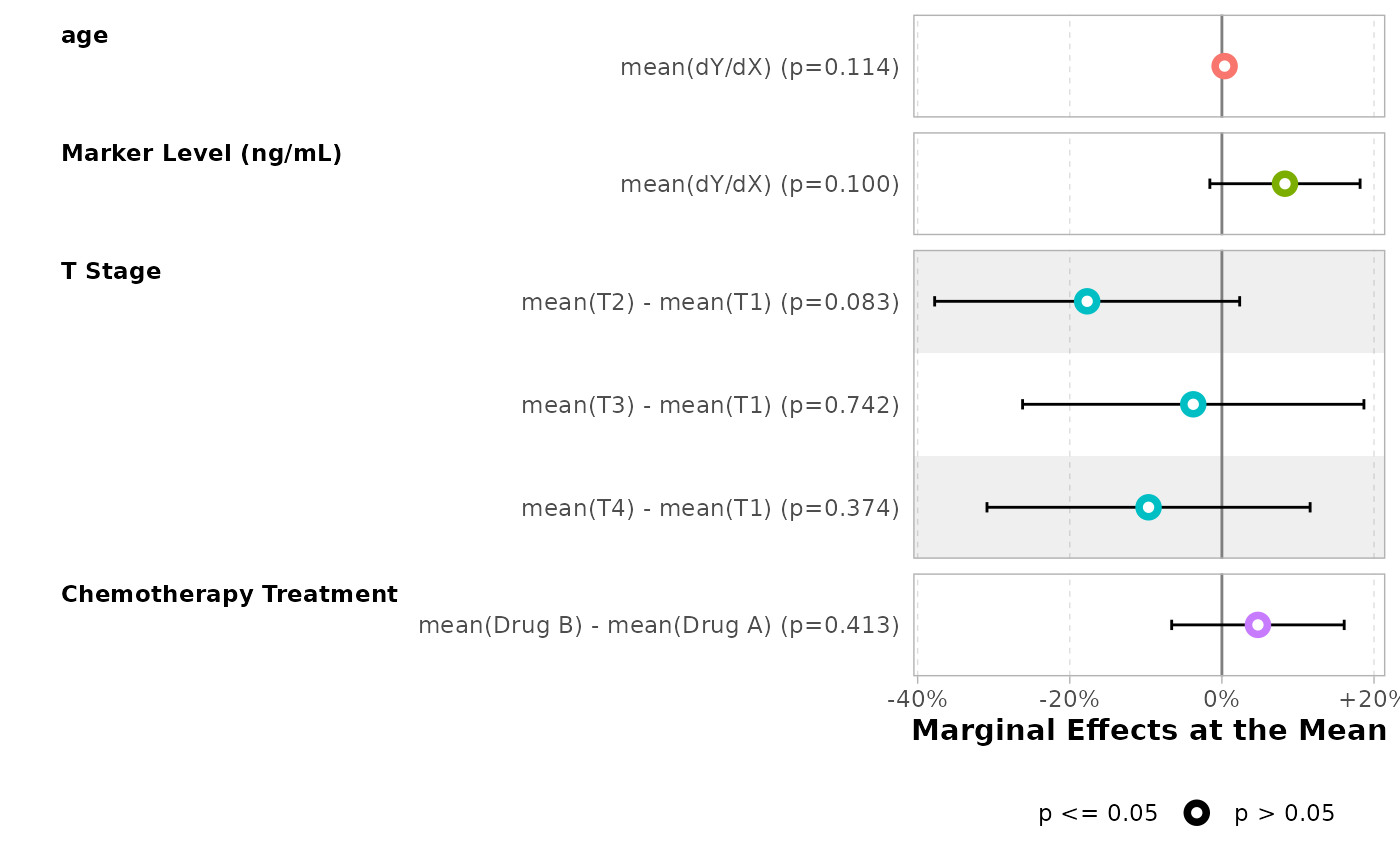 age
mean(dY/dX) (p=0.114)
Marker Level (ng/mL)
mean(dY/dX) (p=0.100)
T Stage
mean(T2) - mean(T1) (p=0.083)
mean(T3) - mean(T1) (p=0.742)
mean(T4) - mean(T1) (p=0.374)
Chemotherapy Treatment
mean(Drug B) - mean(Drug A) (p=0.413)
-40% -20% 0% +20%
Marginal Effects at the Mean
p <= 0.05 p > 0.05